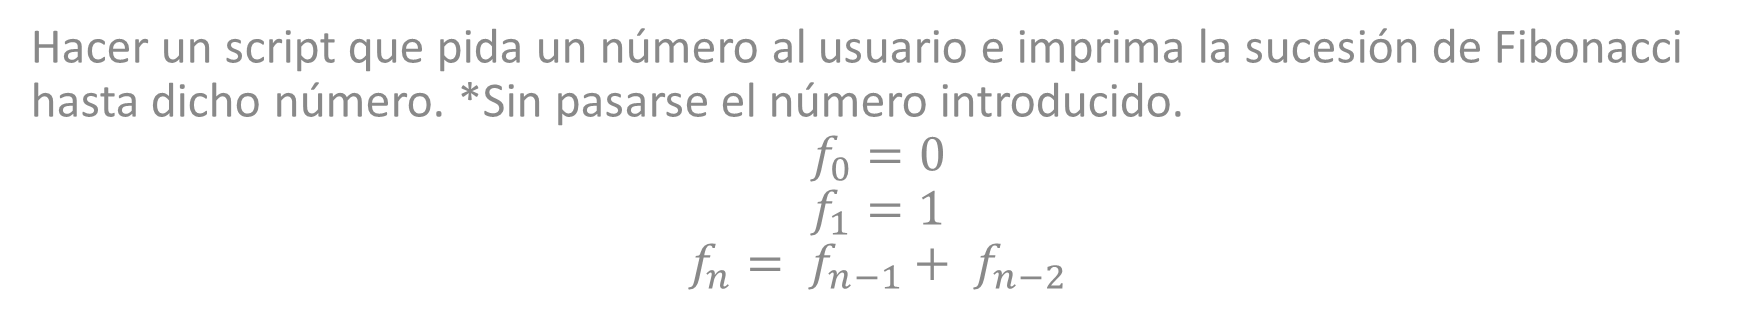 Hacer un script que pida un número al usuario e imprima la sucesión de Fibonacci
hasta dicho número. *Sin pasarse el número introducido.
f₀ = 0
f₁ = 1
fₙ = fₙ₋₁ + fₙ₋₂